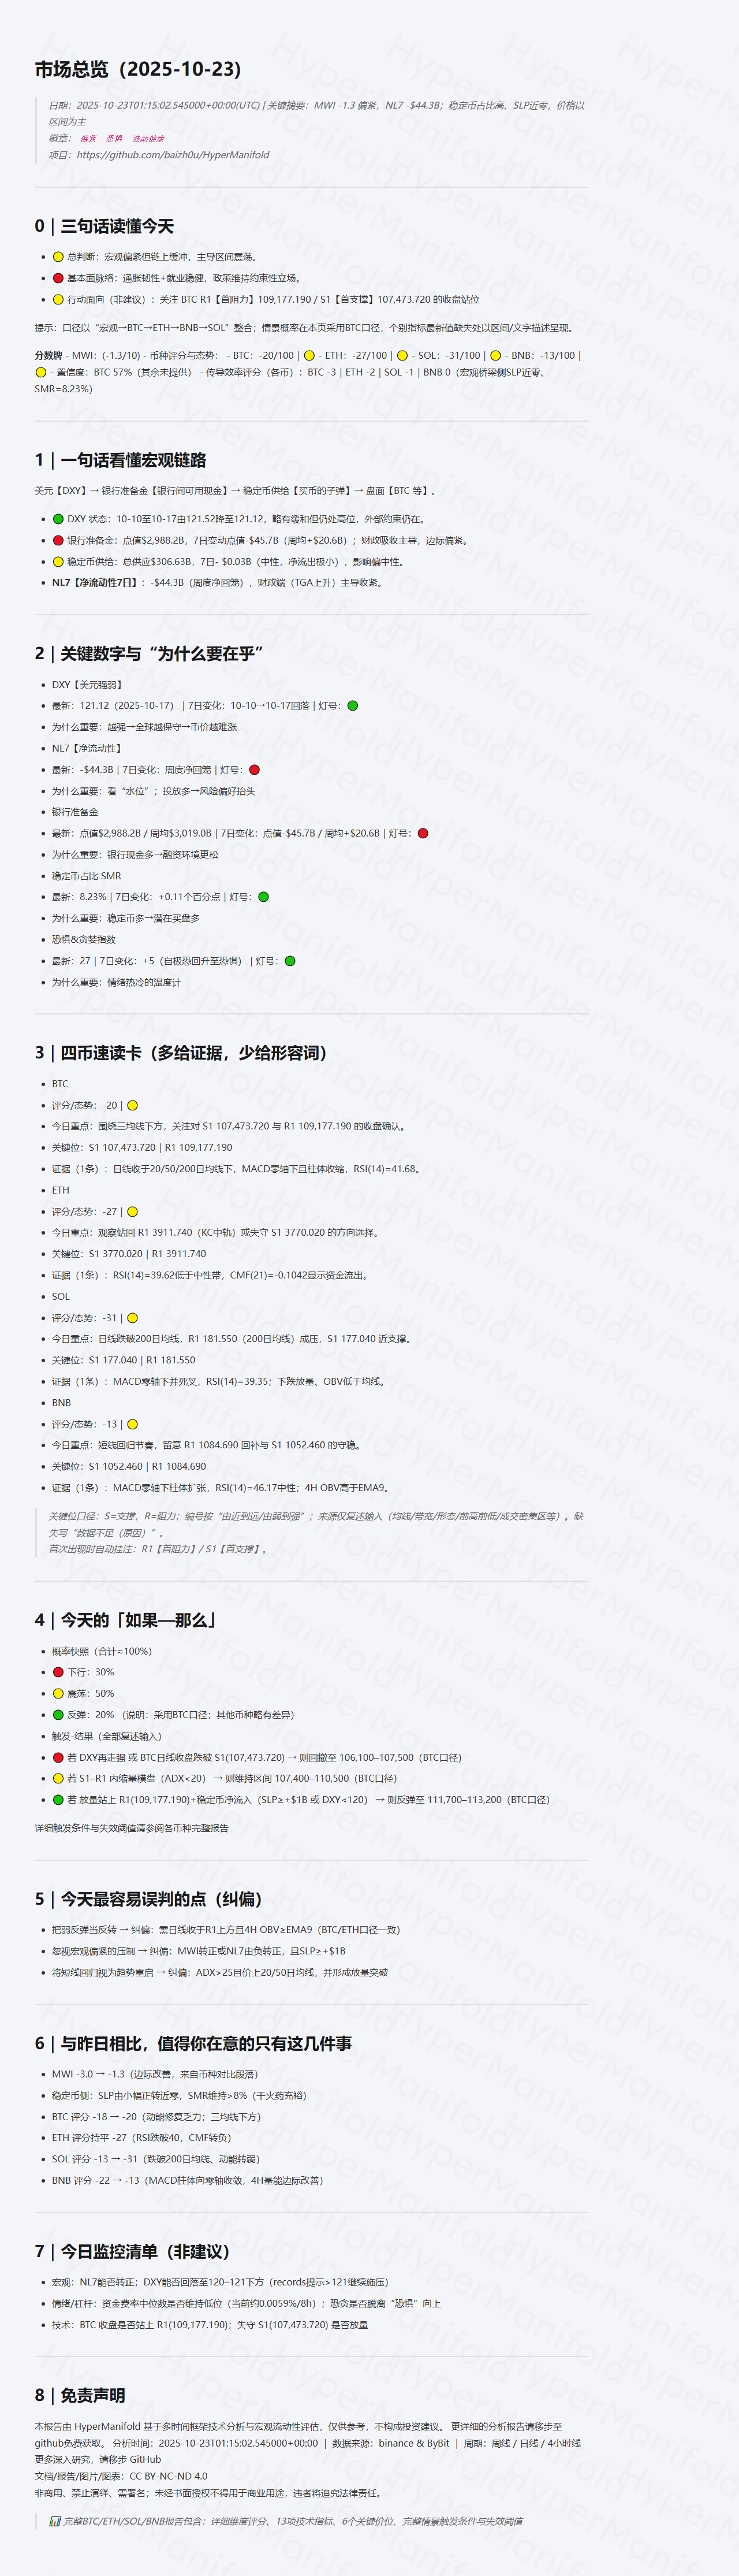 市场总览（2025-10-23）
日期：2025-10-23T01:15:02.545000+00:00(UTC) | 关键摘要：MWI -1.3 偏紧，NL7 -$44.3B；稳定币占比高、SLP近零，价格以
区间为主
徽章： 偏紧 恐惧 波动健康
项目：https://github.com/baizh0u/HyperManifold
0｜三句话读懂今天
🟡 总判断：宏观偏紧但链上缓冲，主导区间震荡。
🔴 基本面脉络：通胀韧性+就业稳健，政策维持约束性立场。
🟡 行动面向（非建议）：关注 BTC R1【首阻力】109,177.190 / S1【首支撑】107,473.720 的收盘站位
提示：口径以“宏观→BTC→ETH→BNB→SOL”整合；情景概率在本页采用BTC口径，个别指标最新值缺失处以区间/文字描述呈现。
分数牌 - MWI：(-1.3/10) - 币种评分与态势： - BTC：-20/100｜🟡 - ETH：-27/100｜🟡 - SOL：-31/100｜🟡 - BNB：-13/100｜
🟡 - 置信度：BTC 57%（其余未提供） - 传导效率评分（各币）：BTC -3｜ETH -2｜SOL -1｜BNB 0（宏观桥梁侧SLP近零、
SMR=8.23%）
1｜一句话看懂宏观链路
美元【DXY】→ 银行准备金【银行间可用现金】→ 稳定币供给【买币的子弹】→ 盘面【BTC 等】。
🟢 DXY 状态：10-10至10-17由121.52降至121.12，略有缓和但仍处高位，外部约束仍在。
🔴 银行准备金：点值$2,988.2B，7日变动点值-$45.7B（周均+$20.6B）；财政吸收主导，边际偏紧。
🟡 稳定币供给：总供应$306.63B，7日- $0.03B（中性，净流出极小），影响偏中性。
NL7【净流动性7日】：-$44.3B（周度净回笼），财政端（TGA上升）主导收紧。
2｜关键数字与“为什么要在乎”
DXY【美元强弱】
最新：121.12（2025-10-17）｜7日变化：10-10→10-17回落｜灯号：🟢
为什么重要：越强→全球越保守→币价越难涨
NL7【净流动性】
最新：-$44.3B｜7日变化：周度净回笼｜灯号：🔴
为什么重要：看“水位”；投放多→风险偏好抬头
银行准备金
最新：点值$2,988.2B / 周均$3,019.0B｜7日变化：点值-$45.7B / 周均+$20.6B｜灯号：🔴
为什么重要：银行现金多→融资环境更松
稳定币占比 SMR
最新：8.23%｜7日变化：+0.11个百分点｜灯号：🟢
为什么重要：稳定币多→潜在买盘多
恐惧&贪婪指数
最新：27｜7日变化：+5（自极恐回升至恐惧）｜灯号：🟢
为什么重要：情绪热冷的温度计
3｜四币速读卡（多给证据，少给形容词）
BTC
评分/态势：-20｜🟡
今日重点：围绕三均线下方，关注对 S1 107,473.720 与 R1 109,177.190 的收盘确认。
关键位：S1 107,473.720｜R1 109,177.190
证据（1条）：日线收于20/50/200日均线下，MACD零轴下且柱体收缩，RSI(14)=41.68。
ETH
评分/态势：-27｜🟡
今日重点：观察站回 R1 3911.740（KC中轨）或失守 S1 3770.020 的方向选择。
关键位：S1 3770.020｜R1 3911.740
证据（1条）：RSI(14)=39.62低于中性带，CMF(21)=-0.1042显示资金流出。
SOL
评分/态势：-31｜🟡
今日重点：日线跌破200日均线，R1 181.550（200日均线）成压，S1 177.040 近支撑。
关键位：S1 177.040｜R1 181.550
证据（1条）：MACD零轴下并死叉，RSI(14)=39.35；下跌放量、OBV低于均线。
BNB
评分/态势：-13｜🟡
今日重点：短线回归节奏，留意 R1 1084.690 回补与 S1 1052.460 的守稳。
关键位：S1 1052.460｜R1 1084.690
证据（1条）：MACD零轴下柱体扩张，RSI(14)=46.17中性；4H OBV高于EMA9。
关键位口径：S=支撑，R=阻力；编号按“由近到远/由弱到强”；来源仅复述输入（均线/带宽/形态/前高前低/成交密集区等）。缺
失写“数据不足（原因）”。
首次出现时自动挂注：R1【首阻力】/ S1【首支撑】。
4｜今天的「如果—那么」
概率快照（合计≈100%）
🔴 下行：30%
🟡 震荡：50%
🟢 反弹：20% （说明：采用BTC口径；其他币种略有差异）
触发-结果（全部复述输入）
🔴 若 DXY再走强 或 BTC日线收盘跌破 S1(107,473.720) → 则回撤至 106,100–107,500（BTC口径）
🟡 若 S1–R1 内缩量横盘（ADX<20） → 则维持区间 107,400–110,500（BTC口径）
🟢 若 放量站上 R1(109,177.190)+稳定币净流入（SLP≥+$1B 或 DXY<120） → 则反弹至 111,700–113,200（BTC口径）
详细触发条件与失效阈值请参阅各币种完整报告
5｜今天最容易误判的点（纠偏）
把弱反弹当反转 → 纠偏：需日线收于R1上方且4H OBV≥EMA9（BTC/ETH口径一致）
忽视宏观偏紧的压制 → 纠偏：MWI转正或NL7由负转正，且SLP≥+$1B
将短线回归视为趋势重启 → 纠偏：ADX>25且价上20/50日均线，并形成放量突破
6｜与昨日相比，值得你在意的只有这几件事
MWI -3.0 → -1.3（边际改善，来自币种对比段落）
稳定币侧：SLP由小幅正转近零，SMR维持>8%（干火药充裕）
BTC 评分 -18 → -20（动能修复乏力；三均线下方）
ETH 评分持平 -27（RSI跌破40，CMF转负）
SOL 评分 -13 → -31（跌破200日均线、动能转弱）
BNB 评分 -22 → -13（MACD柱体向零轴收敛，4H量能边际改善）
7｜今日监控清单（非建议）
宏观：NL7能否转正；DXY能否回落至120–121下方（records提示>121继续施压）
情绪/杠杆：资金费率中位数是否维持低位（当前约0.0059%/8h）；恐贪是否脱离“恐惧”向上
技术：BTC 收盘是否站上 R1(109,177.190)；失守 S1(107,473.720) 是否放量
8｜免责声明
本报告由 HyperManifold 基于多时间框架技术分析与宏观流动性评估，仅供参考，不构成投资建议。 更详细的分析报告请移步至
github免费获取。 分析时间：2025-10-23T01:15:02.545000+00:00 ｜ 数据来源：binance & ByBit ｜ 周期：周线 / 日线 / 4小时线
更多深入研究，请移步 GitHub
文档/报告/图片/图表：CC BY-NC-ND 4.0
非商用、禁止演绎、需署名；未经书面授权不得用于商业用途，违者将追究法律责任。
📊 完整BTC/ETH/SOL/BNB报告包含：详细维度评分、13项技术指标、6个关键价位、完整情景触发条件与失效阈值